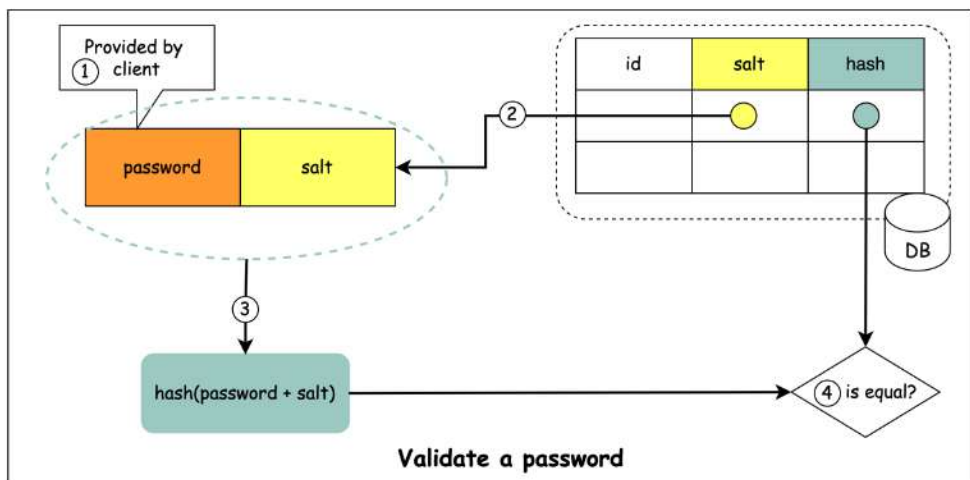 Provided by
1 client
id salt hash
2
password salt
DB
3
hash(password + salt)
4 is equal?
Validate a password